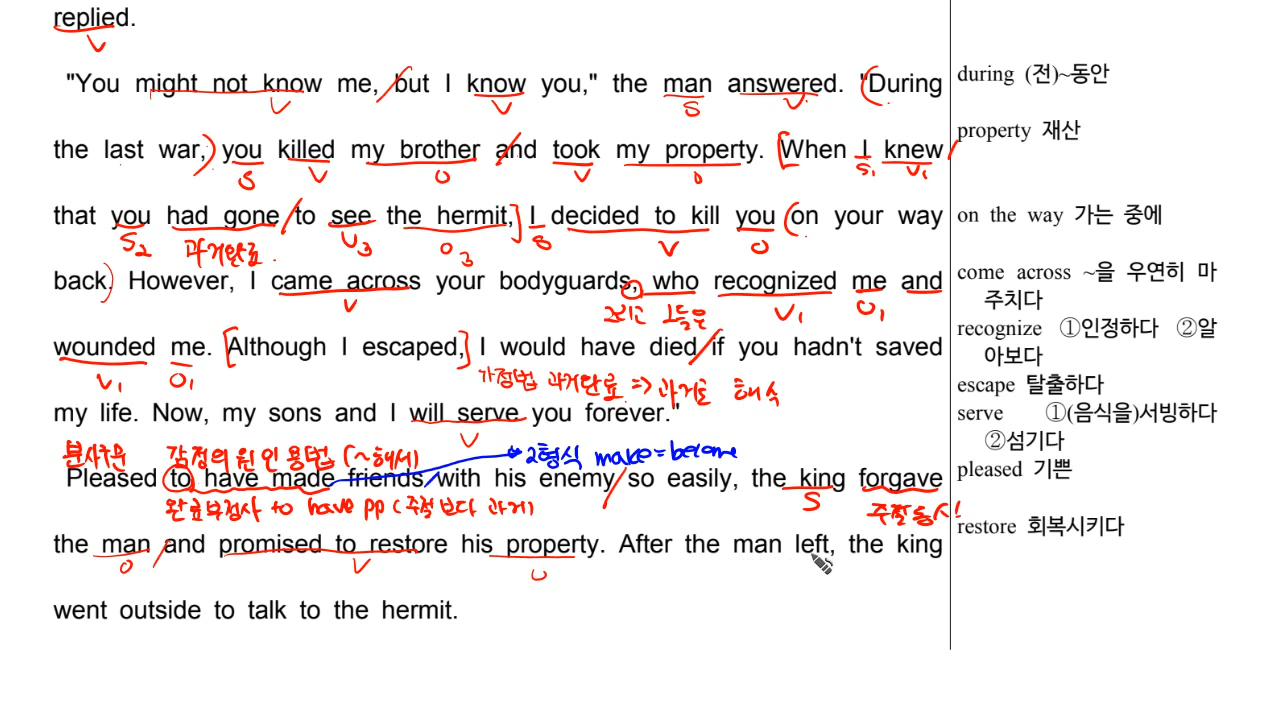 replied.
V
"You might not know me, but I know you," the man answered. "During
V V S V
the last war, you killed my brother and took my property. When I knew
S V O V O S₁ V₁
that you had gone to see the hermit, I decided to kill you on your way
S₂ 과거완료 V₃ O₃ S V O
back. However, I came across your bodyguards, who recognized me and
V 그리고 그들은 V₁ O₁
wounded me. Although I escaped, I would have died if you hadn't saved
V₁ O₁ 가정법 과거완료 => 과거로 해석
my life. Now, my sons and I will serve you forever."
V
분사구문 감정의 원인 용법 (~해서) 2형식 make = become
Pleased to have made friends with his enemy so easily, the king forgave
완료부정사 to have pp (주절보다 과거) S 주절동사
the man and promised to restore his property. After the man left, the king
O V O
went outside to talk to the hermit.
during (전)~동안
property 재산
on the way 가는 중에
come across ~을 우연히 마
주치다
recognize ①인정하다 ②알
아보다
escape 탈출하다
serve ①(음식을)서빙하다
②섬기다
pleased 기쁜
restore 회복시키다